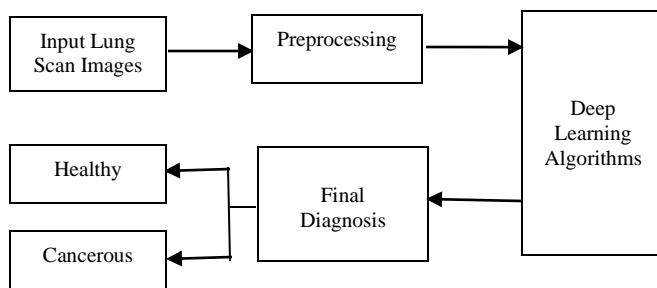 Input Lung
Scan Images
Preprocessing
Deep
Learning
Algorithms
Final
Diagnosis
Healthy
Cancerous